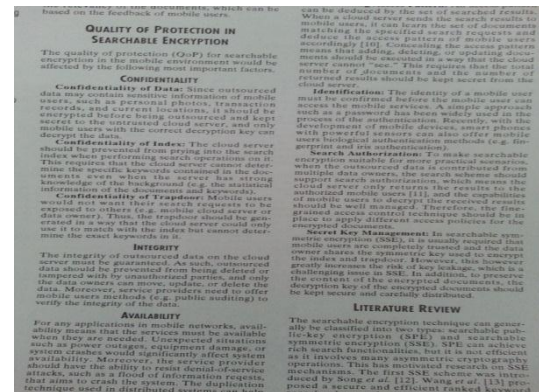 based on the feedback of mobile users.
QUALITY OF PROTECTION IN
SEARCHABLE ENCRYPTION
The quality of protection (QoP) for searchable
encryption in the mobile environment would be
affected by the following most important factors.
CONFIDENTIALITY
Confidentiality of Data: Since outsourced
data may contain sensitive information of mobile
users, such as personal photos, transaction
records, and current locations, it should be
encrypted before being outsourced and kept
secret to the untrusted cloud server, and only
mobile users with the correct decryption key can
decrypt the data.
Confidentiality of Index: The cloud server
should be prevented from prying into the search
index when performing search operations on it.
This requires that the cloud server cannot deter-
mine the specific keywords contained in the doc-
uments even when the server has strong
knowledge of the background (e.g. the statistical
information of the documents and keywords).
Confidentiality of Trapdoor: Mobile users
would not want their search requests to be
exposed to others (e.g. mobile cloud server or
data owner). Thus, the trapdoor should be gen-
erated in a way that the cloud server could only
use it to match with the index but cannot deter-
mine the exact keywords in it.
INTEGRITY
The integrity of outsourced data on the cloud
server must be guaranteed. As such, outsourced
data should be prevented from being deleted or
tampered with by unauthorized parties, and only
the data owners can move, update, or delete the
data. Moreover, service providers need to offer
mobile users methods (e.g. public auditing) to
verify the integrity of the data.
AVAILABILITY
For any applications in mobile networks, avail-
ability means that the services must be available
when they are needed. Unexpected situations
such as power outages, equipment damage, or
system crashes would significantly affect system
availability. Moreover, the service provider
should have the ability to resist denial-of-service
attacks, such as a flood of information reqests,
that aims to crash the system. The duplication
technique used in distributed systems can help
can be deduced by the set of searched results.
When a cloud server sends the search results to
mobile users, it can learn the set of documents
matching the specified search requests and
deduce the access pattern of mobile users
accordingly [10]. Concealing the access pattern
means that adding, deleting, or updating docu-
ments should be executed in a way that the cloud
server cannot "see." This requires that the total
number of documents and the number of
returned results should be kept secret from the
cloud server.
Identification: The identity of a mobile user
must be confirmed before the mobile user can
access the mobile services. A simple approach
such as a password has been widely used in the
process of the authentication. Recently, with the
development of mobile devices, smart phones
with powerful sensors can also offer mobile
users biological authentication methods (e.g. fin-
gerprint and iris authentication).
Search Authorization: To make searchable
encryption suitable for more practical scenarios,
when the outsourced data is contributed from
multiple data owners, the search scheme should
support search authorization, which means the
cloud server only returns the results to the
authorized mobile users [11], and the capabilities
of mobile users to decrypt the received results
should be well managed. Therefore, the fine-
grained access control technique should be in
place to apply different access policies for the
encrypted documents.
Secret Key Management: In searchable sym-
metric encryption (SSE), it is usually required that
mobile users are completely trusted and the data
owner shares the symmetric key used to encrypt
the index and trapdoor. However, this however
greatly increases the risk of key leakage, which is a
challenging issue in SSE. In addition, to preserve
the content of the encrypted documents, the
decryption key of the encrypted documents should
be kept secure and carefully distributed.
LITERATURE REVIEW
The searchable encryption technique can gener-
ally be classified into two types: searchable pub-
lic-key encryption (SPE) and searchable
symmetric encryption (SSE). SPE can achieve
rich search functionalities, but it is not efficient
as it involves many asymmetric cryptography
operations. This has motivated research on SSE
mechanisms. The first SSE scheme was intro-
duced by Song et al. [12]. Wang et al. [13] pro-
posed a secure and efficient